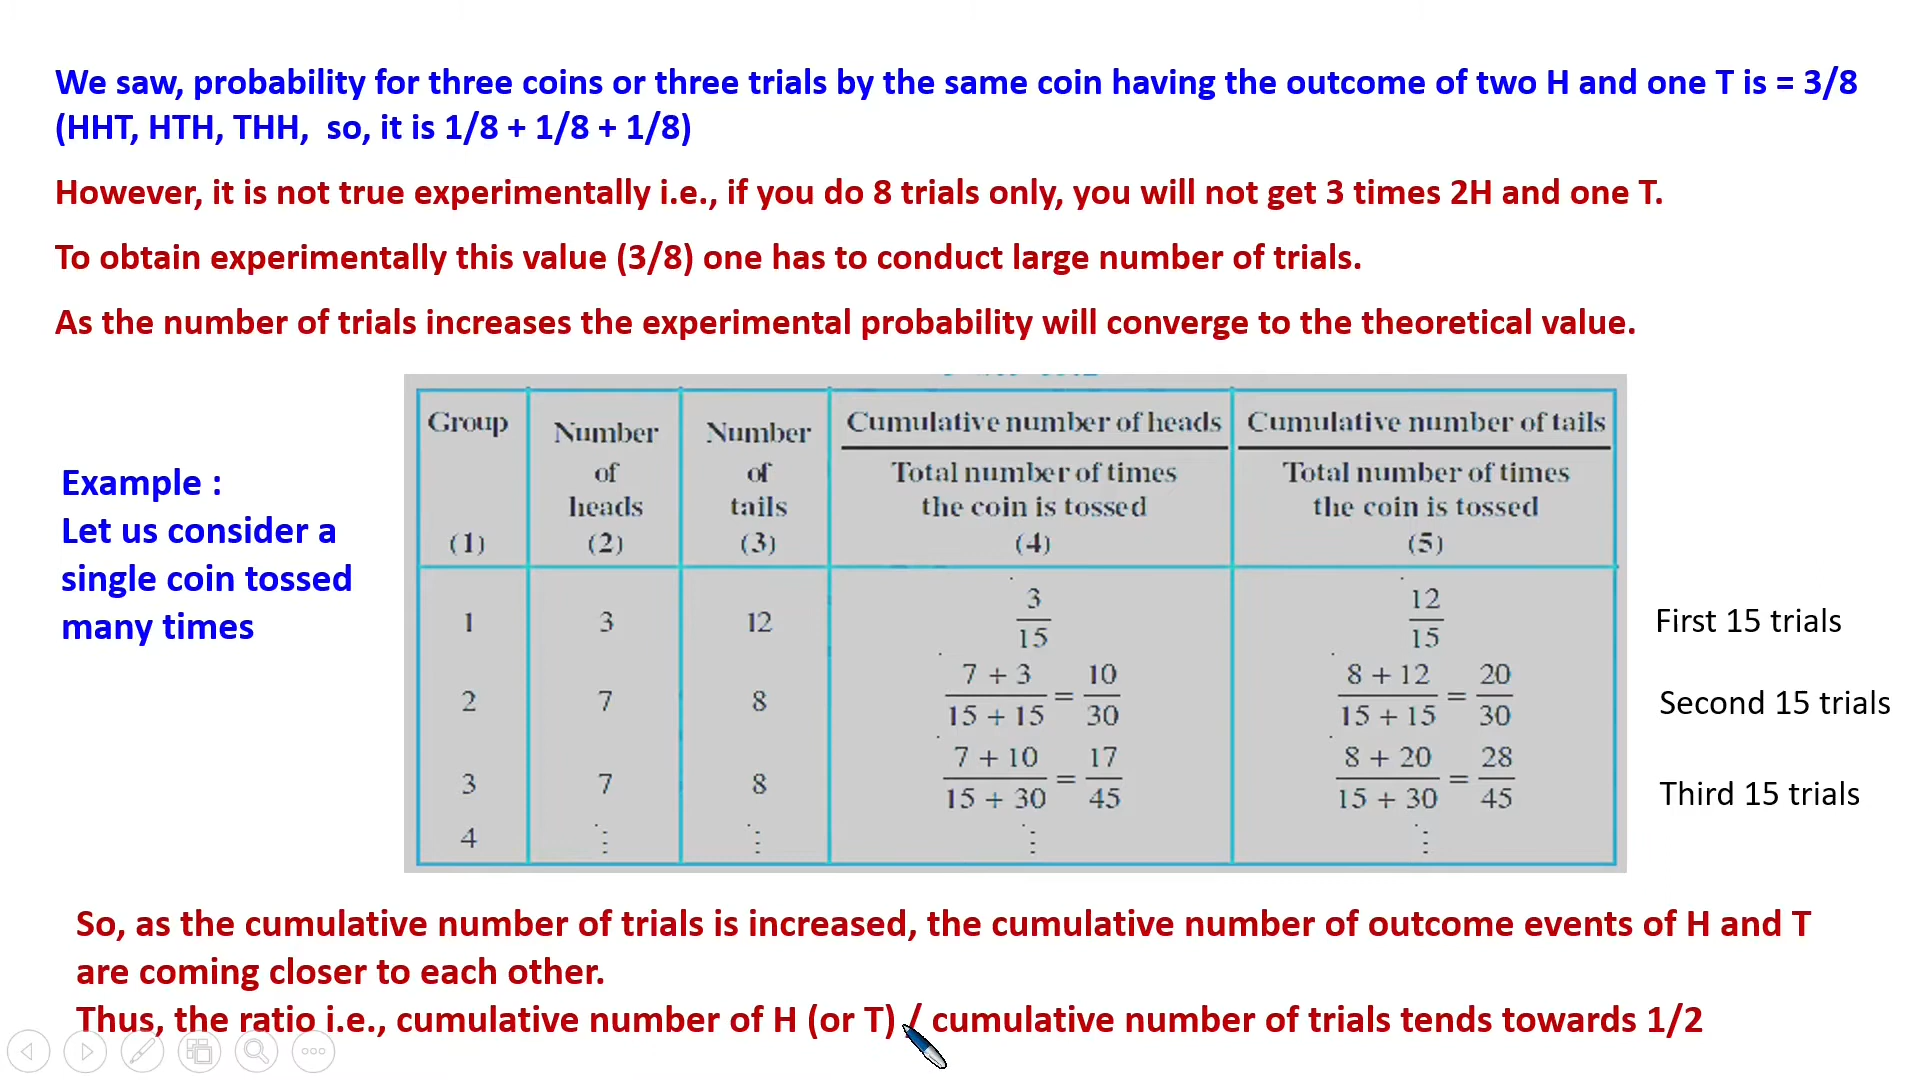 We saw, probability for three coins or three trials by the same coin having the outcome of two H and one T is = 3/8
(HHT, HTH, THH, so, it is 1/8 + 1/8 + 1/8)
However, it is not true experimentally i.e., if you do 8 trials only, you will not get 3 times 2H and one T.
To obtain experimentally this value (3/8) one has to conduct large number of trials.
As the number of trials increases the experimental probability will converge to the theoretical value.
Example :
Let us consider a
single coin tossed
many times
Group (1)
Number of heads (2)
Number of tails (3)
Cumulative number of heads
Total number of times
the coin is tossed
(4)
Cumulative number of tails
Total number of times
the coin is tossed
(5)
1 3 12 3/15 12/15 First 15 trials
2 7 8 7 + 3/15 + 15 = 10/30 8 + 12/15 + 15 = 20/30 Second 15 trials
3 7 8 7 + 10/15 + 30 = 17/45 8 + 20/15 + 30 = 28/45 Third 15 trials
4 ⋮ ⋮ ⋮ ⋮
So, as the cumulative number of trials is increased, the cumulative number of outcome events of H and T
are coming closer to each other.
Thus, the ratio i.e., cumulative number of H (or T) / cumulative number of trials tends towards 1/2